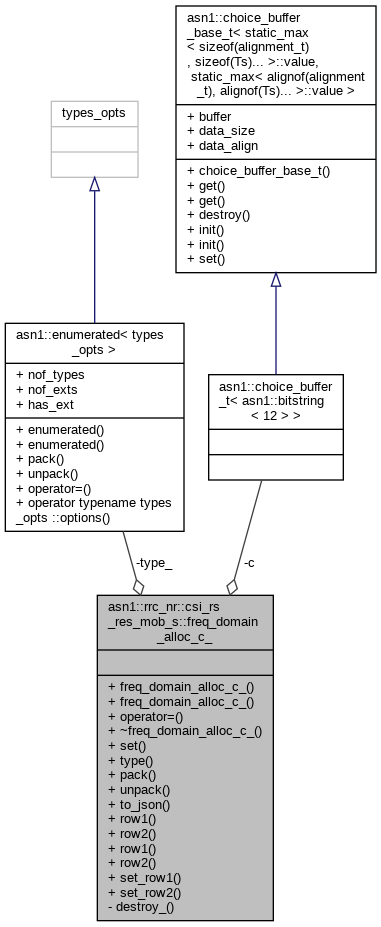 asn1::choice_buffer
_base_t< static_max
< sizeof(alignment_t)
, sizeof(Ts)... >::value,
static_max< alignof(alignment
_t), alignof(Ts)... >::value >
+ buffer
+ data_size
+ data_align
+ choice_buffer_base_t()
+ get()
+ get()
+ destroy()
+ init()
+ init()
+ set()
types_opts
asn1::enumerated< types
_opts >
+ nof_types
+ nof_exts
+ has_ext
+ enumerated()
+ enumerated()
+ pack()
+ unpack()
+ operator=()
+ operator typename types
_opts ::options()
asn1::choice_buffer
_t< asn1::bitstring
< 12 > >
-type_
-c
asn1::rrc_nr::csi_rs
_res_mob_s::freq_domain
_alloc_c_
+ freq_domain_alloc_c_()
+ freq_domain_alloc_c_()
+ operator=()
+ ~freq_domain_alloc_c_()
+ set()
+ type()
+ pack()
+ unpack()
+ to_json()
+ row1()
+ row2()
+ row1()
+ row2()
+ set_row1()
+ set_row2()
- destroy_()